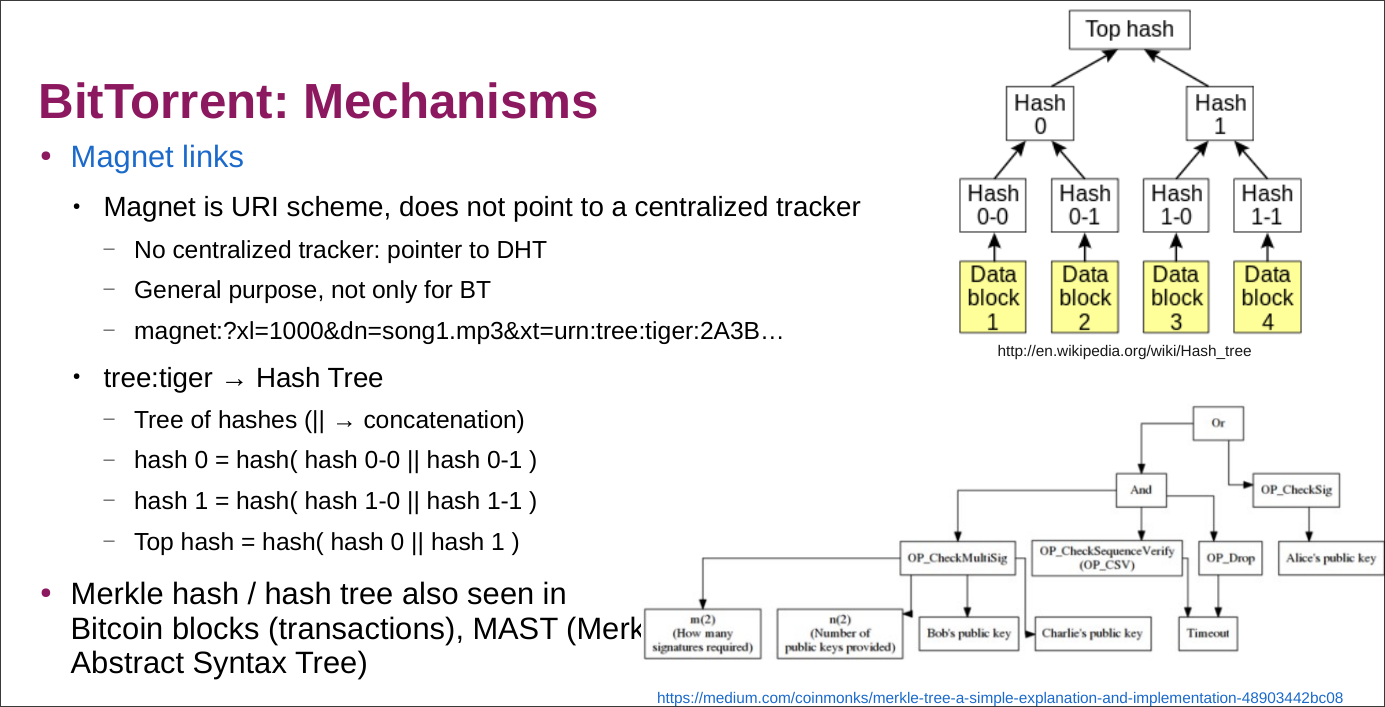 BitTorrent: Mechanisms
• Magnet links
• Magnet is URI scheme, does not point to a centralized tracker
– No centralized tracker: pointer to DHT
– General purpose, not only for BT
– magnet:?xl=1000&dn=song1.mp3&xt=urn:tree:tiger:2A3B…
• tree:tiger → Hash Tree
– Tree of hashes (|| → concatenation)
– hash 0 = hash( hash 0-0 || hash 0-1 )
– hash 1 = hash( hash 1-0 || hash 1-1 )
– Top hash = hash( hash 0 || hash 1 )
• Merkle hash / hash tree also seen in
Bitcoin blocks (transactions), MAST (Merk
Abstract Syntax Tree)
Top hash
Hash
0
Hash
1
Hash
0-0
Hash
0-1
Hash
1-0
Hash
1-1
Data
block
1
Data
block
2
Data
block
3
Data
block
4
http://en.wikipedia.org/wiki/Hash_tree
Or
And
OP_CheckSig
OP_CheckMultiSig
OP_CheckSequenceVerify
(OP_CSV)
OP_Drop
Alice's public key
m(2)
(How many
signatures required)
n(2)
(Number of
public keys provided)
Bob's public key
Charlie's public key
Timeout
https://medium.com/coinmonks/merkle-tree-a-simple-explanation-and-implementation-48903442bc08